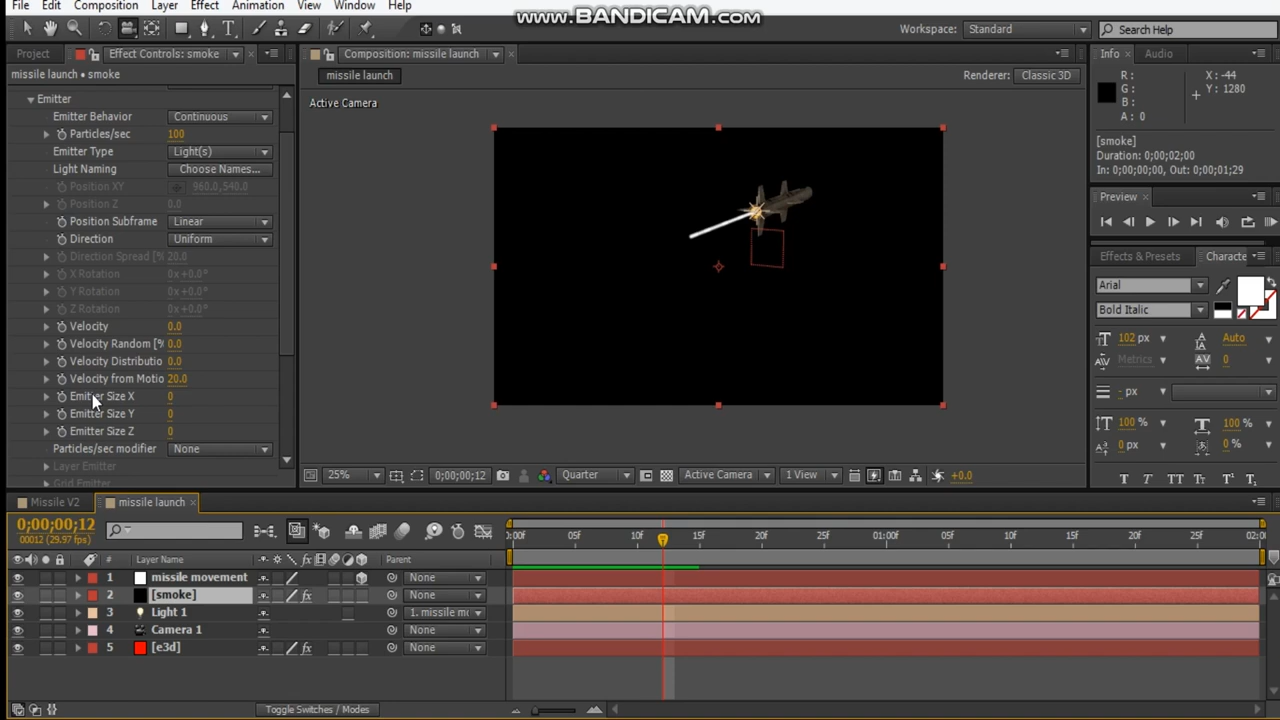 File Edit Composition Layer Effect Animation View Window Help
www.BANDICAM.com
Workspace: Standard
Search Help
Project
Effect Controls: smoke
Composition: missile launch
Info
Audio
missile launch • smoke
missile launch
Renderer: Classic 3D
Active Camera
R:
G:
B:
A: 0
X: -44
Y: 1280
[smoke]
Duration: 0;00;02;00
In: 0;00;00;00, Out: 0;00;01;29
Emitter
Emitter Behavior Continuous
Particles/sec 100
Emitter Type Light(s)
Light Naming Choose Names...
Position XY 960.0,540.0
Position Z 0.0
Position Subframe Linear
Direction Uniform
Direction Spread [% 20.0
X Rotation 0x+0.0°
Y Rotation 0x+0.0°
Z Rotation 0x+0.0°
Velocity 0.0
Velocity Random [% 0.0
Velocity Distributio 0.0
Velocity from Motio 20.0
Emitter Size X 0
Emitter Size Y 0
Emitter Size Z 0
Particles/sec modifier None
Layer Emitter
Grid Emitter
Preview
Effects & Presets
Characte
Arial
Bold Italic
102 px
Auto
Metrics
0
- px
100 %
100 %
0 px
0 %
T T TT Tt T¹ T₁
25%
0;00;00;12
Quarter
Active Camera
1 View
+0.0
Missile V2
missile launch
0;00;00;12
00012 (29.97 fps)
:00f 05f 10f 15f 20f 25f 01:00f 05f 10f 15f 20f 25f 02:0
# Layer Name Parent
1 missile movement None
2 [smoke] None
3 Light 1 1. missile mo
4 Camera 1 None
5 [e3d] None
Toggle Switches / Modes